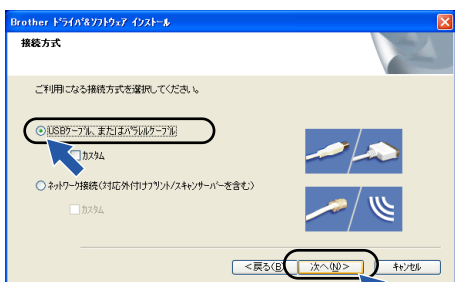 Brother ﾄﾞﾗｲﾊﾞ&ｿﾌﾄｳｪｱ ｲﾝｽﾄｰﾙ
接続方式
ご利用になる接続方式を選択してください。
USBｹｰﾌﾞﾙ、またはﾊﾟﾗﾚﾙｹｰﾌﾞﾙ
ｶｽﾀﾑ
ﾈｯﾄﾜｰｸ接続(対応外付けﾌﾟﾘﾝﾄ/ｽｷｬﾝｻｰﾊﾞｰを含む)
ｶｽﾀﾑ
<戻る(B) 次へ(N)> ｷｬﾝｾﾙ